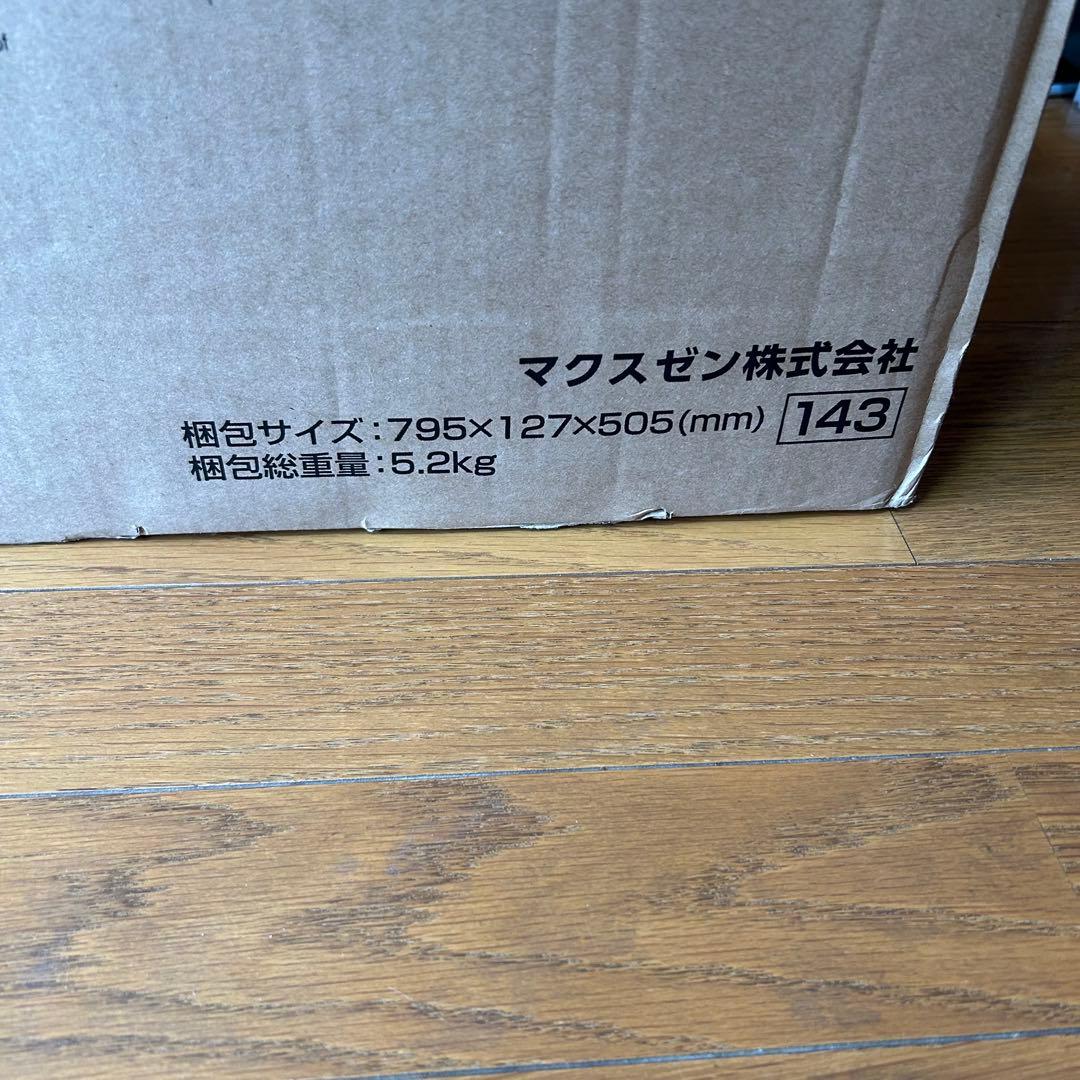 マクスゼン株式会社
梱包サイズ:795×127×505(mm) 143
梱包総重量:5.2kg